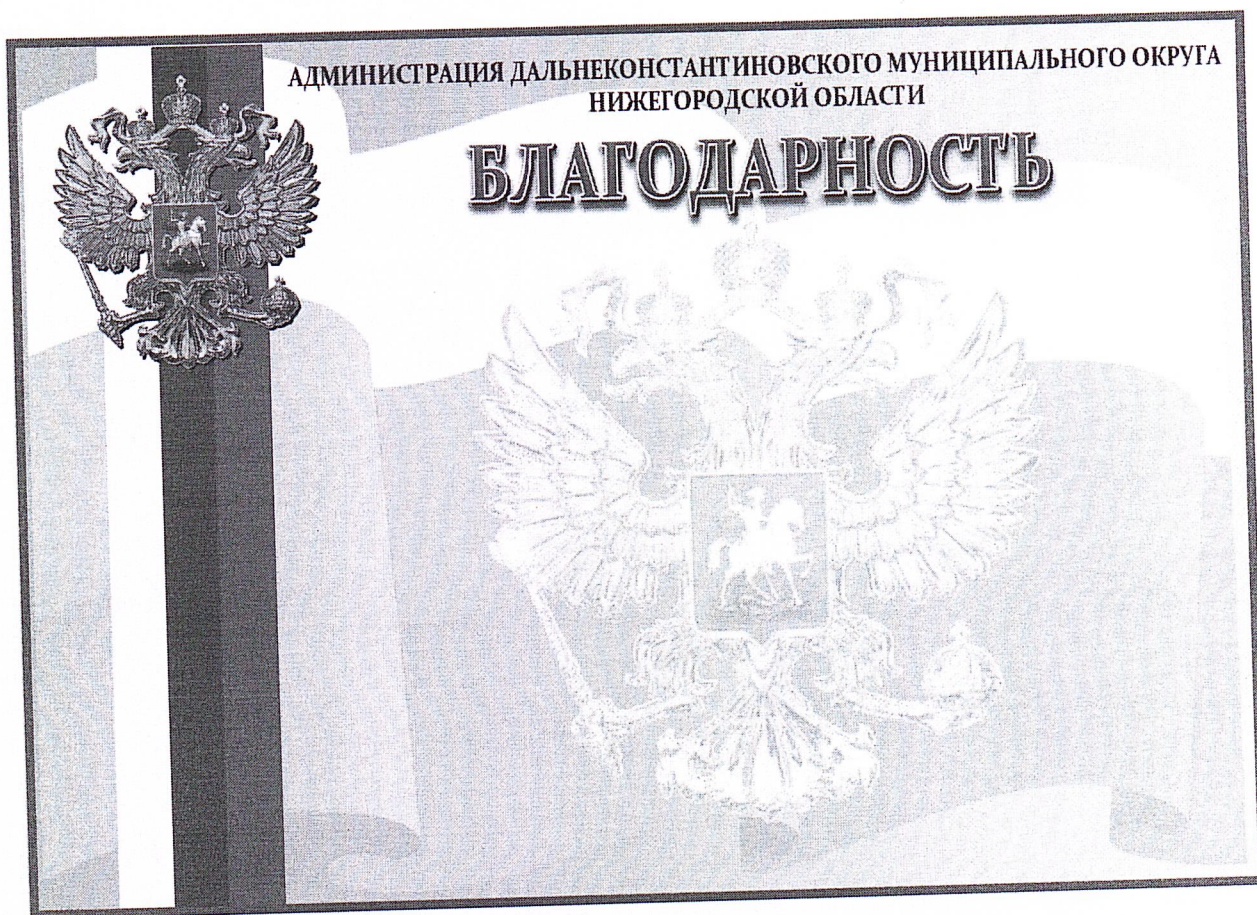 АДМИНИСТРАЦИЯ ДАЛЬНЕКОНСТАНТИНОВСКОГО МУНИЦИПАЛЬНОГО ОКРУГА
НИЖЕГОРОДСКОЙ ОБЛАСТИ
БЛАГОДАРНОСТЬ